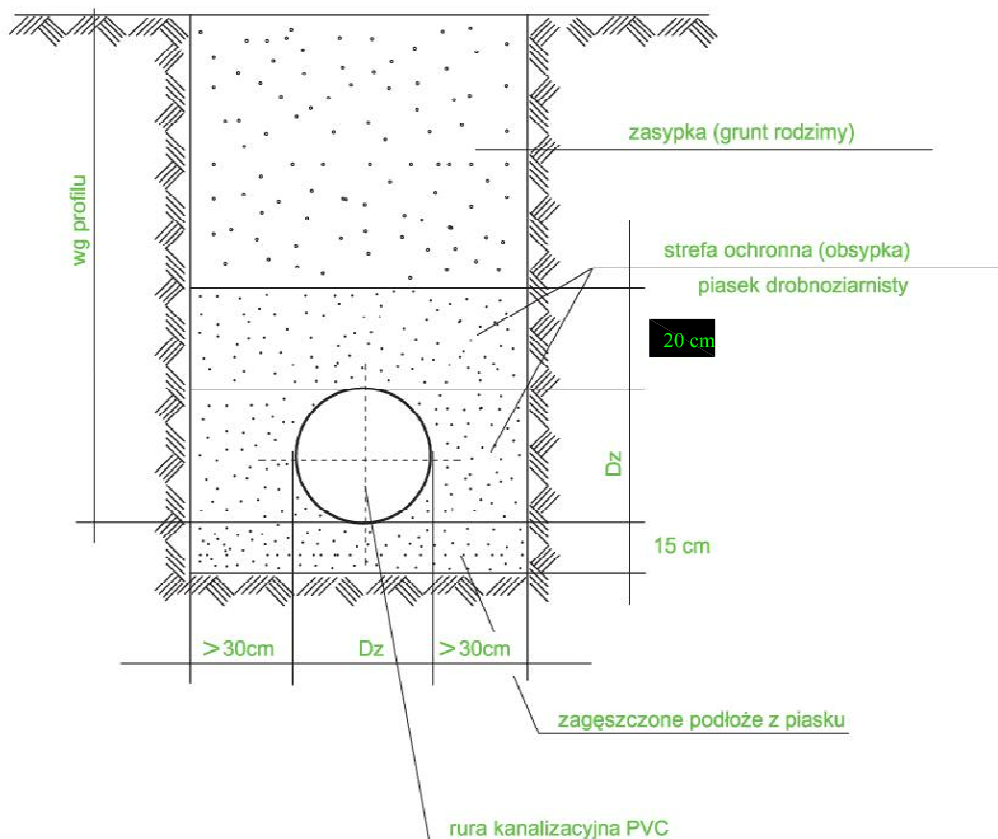 zasypka (grunt rodzimy)
wg profilu
strefa ochronna (obsypka)
piasek drobnoziarnisty
20 cm
Dz
15 cm
>30cm
Dz
>30cm
zagęszczone podłoże z piasku
rura kanalizacyjna PVC